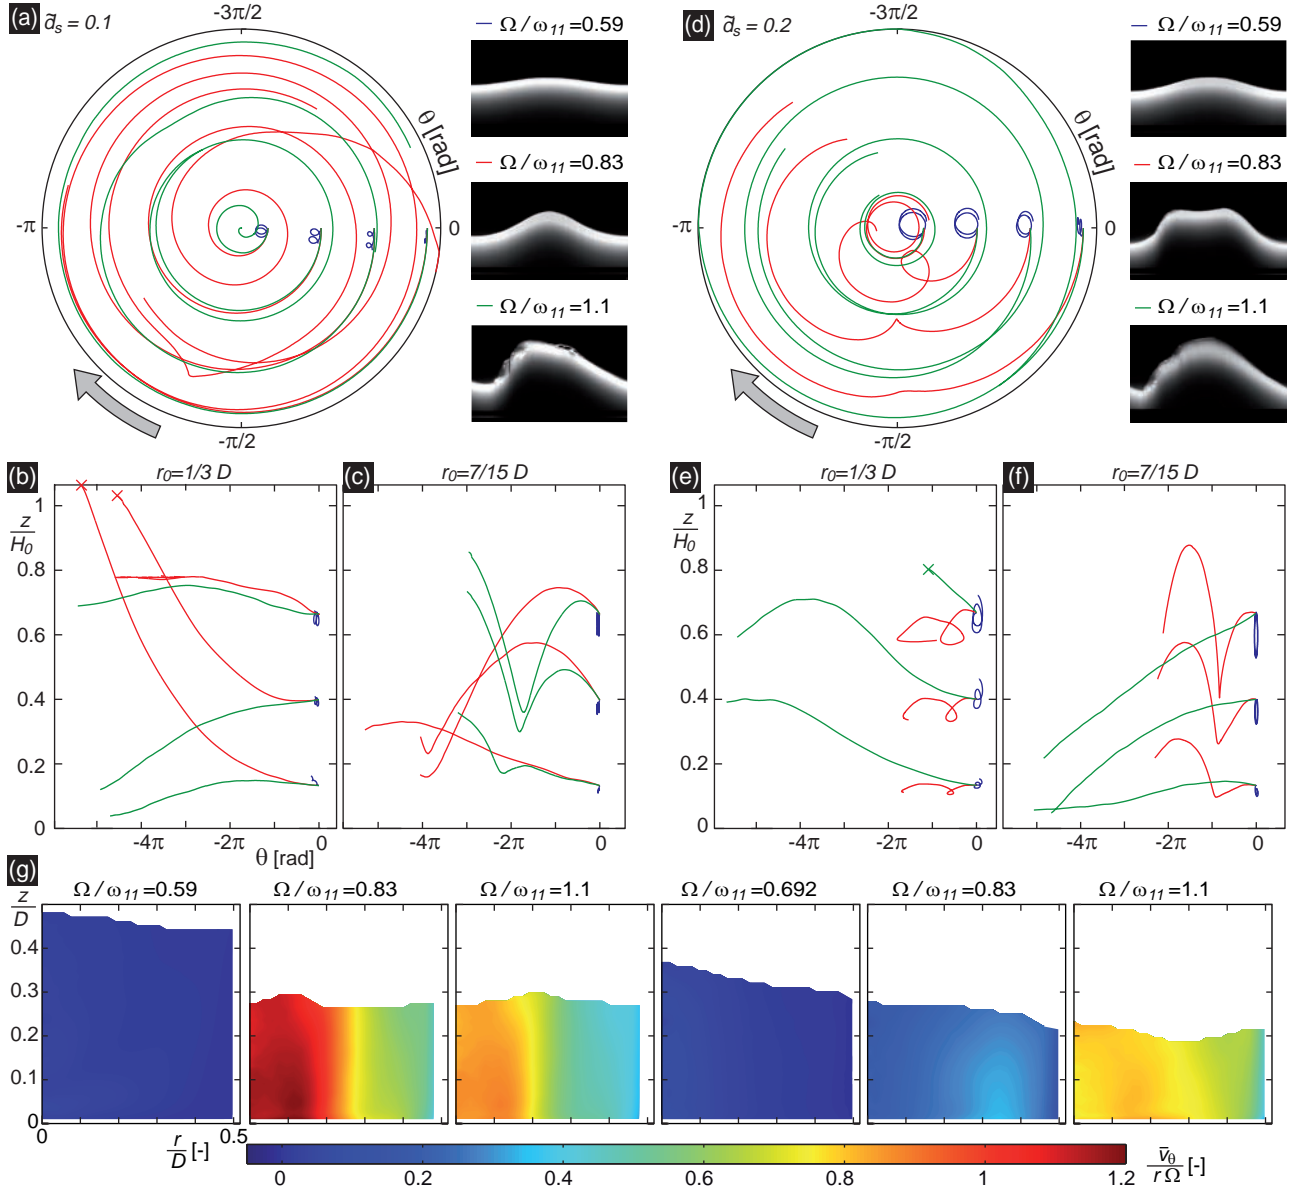 (a) d̃s = 0.1
-3π/2
Ω/ω11=0.59
Ω/ω11=0.83
Ω/ω11=1.1
θ [rad]
-π
0
-π/2
(d) d̃s = 0.2
-3π/2
Ω/ω11=0.59
Ω/ω11=0.83
Ω/ω11=1.1
θ [rad]
-π
0
-π/2
(b) r0=1/3 D
(c) r0=7/15 D
z/H0
1
0.8
0.6
0.4
0.2
0
-4π -2π 0
-4π -2π 0
θ [rad]
(e) r0=1/3 D
(f) r0=7/15 D
z/H0
1
0.8
0.6
0.4
0.2
0
-4π -2π 0
-4π -2π 0
(g)
Ω/ω11=0.59 Ω/ω11=0.83 Ω/ω11=1.1 Ω/ω11=0.692 Ω/ω11=0.83 Ω/ω11=1.1
z/D
0.4
0.3
0.2
0.1
0
0 0.5
r/D [-]
0 0.2 0.4 0.6 0.8 1 1.2
v̄θ/rΩ [-]